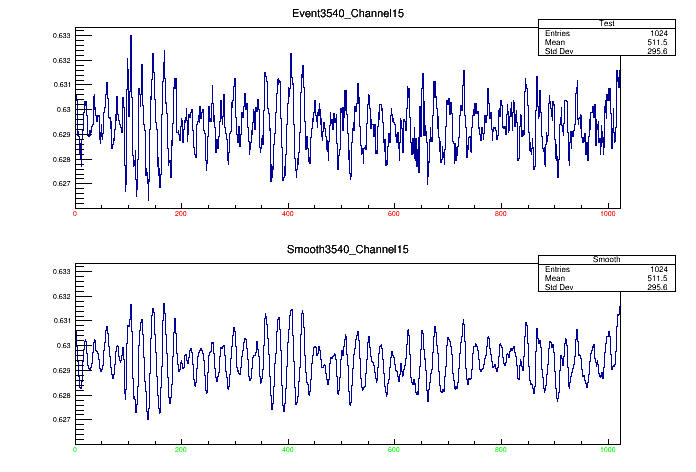 Event3540_Channel15
Test
Entries 1024
Mean 511.5
Std Dev 295.6
0.633
0.632
0.631
0.63
0.629
0.628
0.627
0 200 400 600 800 1000
Smooth3540_Channel15
Smooth
Entries 1024
Mean 511.5
Std Dev 295.6
0.633
0.632
0.631
0.63
0.629
0.628
0.627
0 200 400 600 800 1000